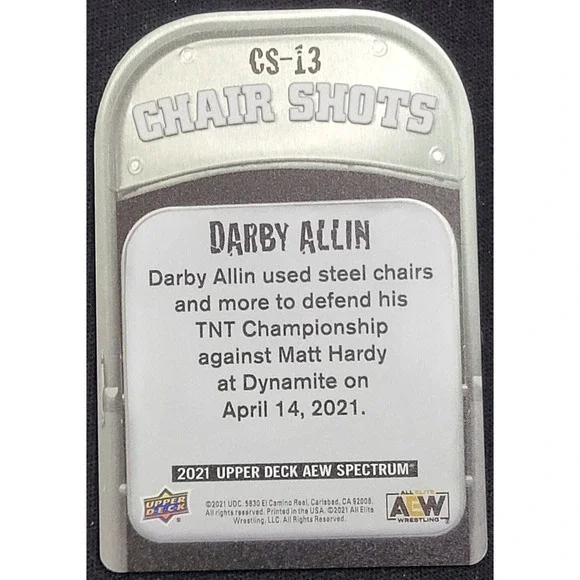 CS-13
CHAIR SHOTS
DARBY ALLIN
Darby Allin used steel chairs
and more to defend his
TNT Championship
against Matt Hardy
at Dynamite on
April 14, 2021.
2021 UPPER DECK AEW SPECTRUM
UPPER DECK
©2021 UDC. 5830 El Camino Real, Carlsbad, CA 92008.
All rights reserved. Printed in the USA. ©2021 All Elite
Wrestling, LLC. All Rights Reserved.
ALL ELITE
AEW
WRESTLING